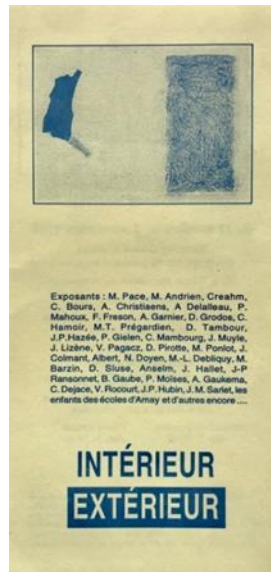 Exposants : M. Pace, M. Andrien, Creahm,
C. Bours, A. Christiaens, A Delalleau, P.
Mahoux, F. Freson, A. Garnier, D. Grodos, C.
Hamoir, M.T. Prégardien, D. Tambour,
J.P.Hazée, P. Gielen, C. Mambourg, J. Muyle,
J. Lizène, V. Pagacz, D. Pirotte, M. Ponlot, J.
Colmant, Albert, N. Doyen, M.-L. Debliquy, M.
Barzin, D. Sluse, Anselm, J. Hallet, J-P
Ransonnet, B. Gaube, P. Moïses, A. Gaukema,
C. Dejace, V. Rocourt, J.P. Hubin, J.M. Sarlet, les
enfants des écoles d'Amay et d'autres encore ....
INTÉRIEUR
EXTÉRIEUR